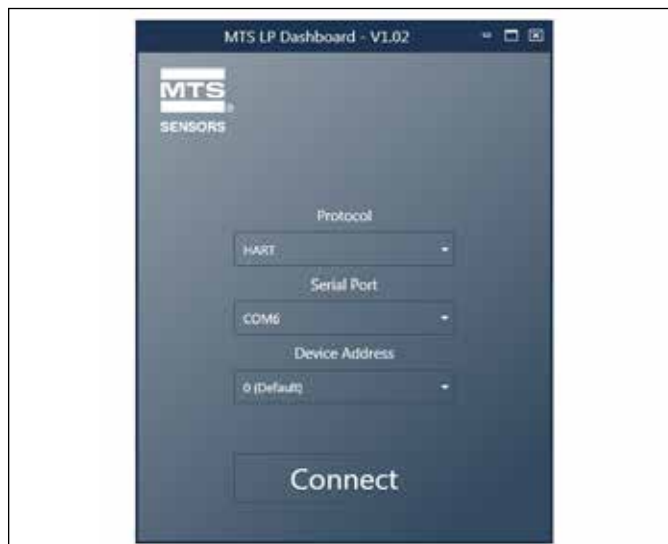 MTS LP Dashboard - V1.02
MTS
®
SENSORS
Protocol
HART
Serial Port
COM6
Device Address
0 (Default)
Connect